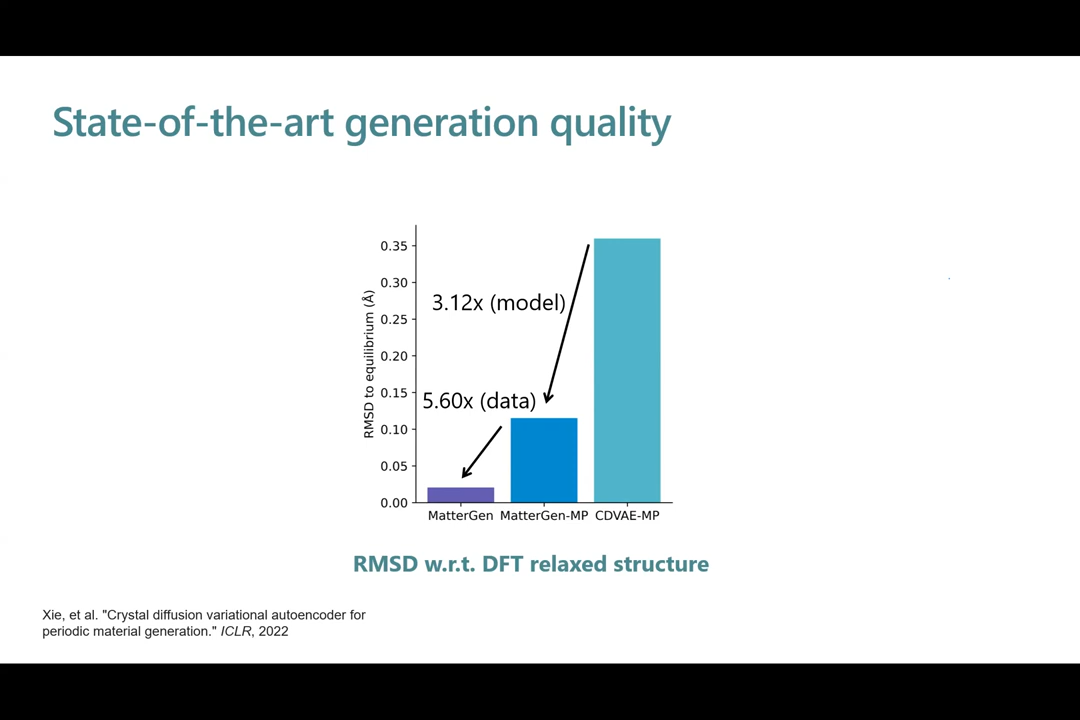 State-of-the-art generation quality
0.35
0.30
0.25
0.20
0.15
0.10
0.05
0.00
RMSD to equilibrium (Å)
3.12x (model)
5.60x (data)
MatterGen MatterGen-MP CDVAE-MP
RMSD w.r.t. DFT relaxed structure
Xie, et al. "Crystal diffusion variational autoencoder for
periodic material generation." ICLR, 2022